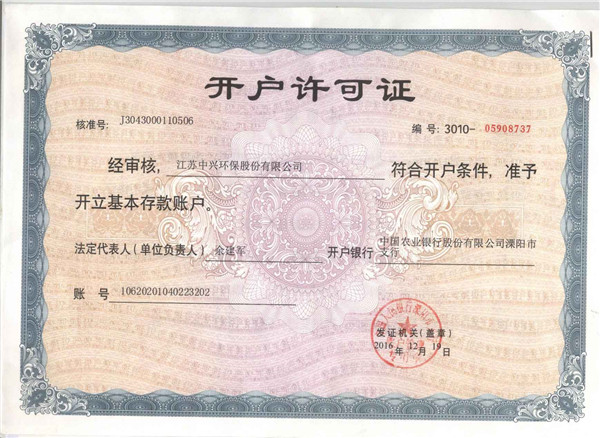 开户许可证
核准号: J3043000110506
编 号: 3010- 05908737
经审核, 江苏中兴环保股份有限公司 符合开户条件, 准予
开立基本存款账户。
法定代表人 (单位负责人) 余建军 开户银行 中国农业银行股份有限公司溧阳市
支行
账 号 10620201040223202
发证机关 (盖章)
2016 年 12 月 19 日